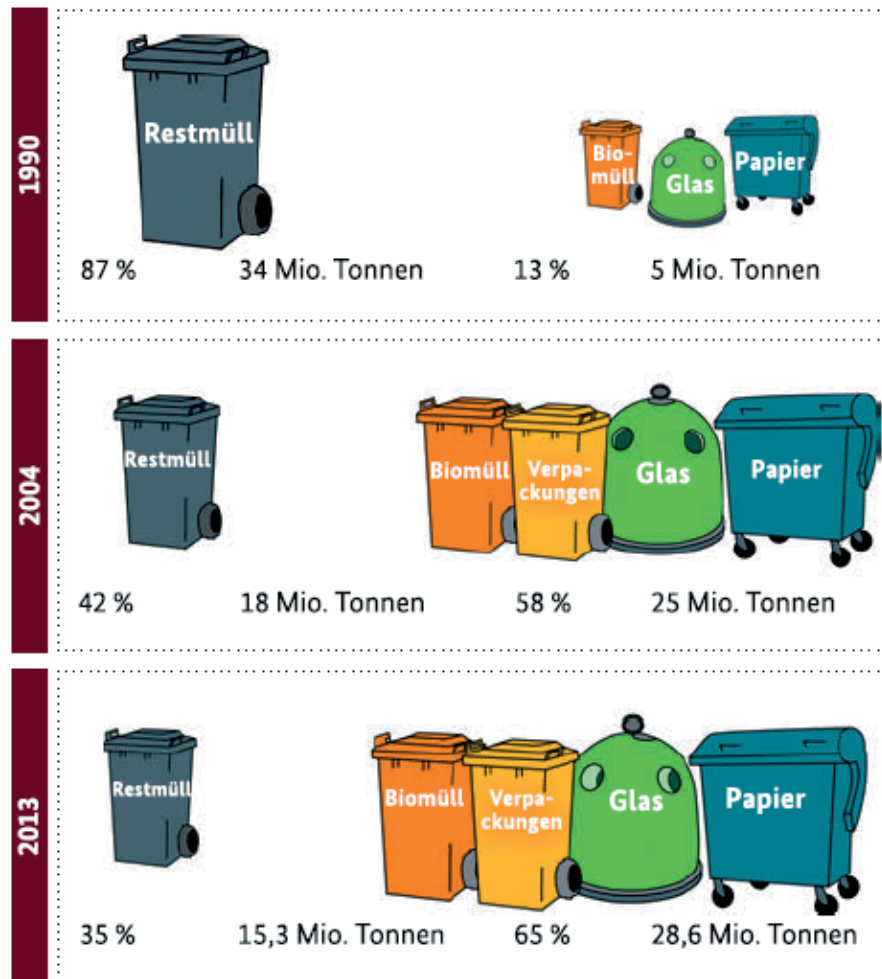 1990
Restmüll
Bio-
müll
Glas
Papier
87 % 34 Mio. Tonnen 13 % 5 Mio. Tonnen
2004
Restmüll
Biomüll
Verpa-
ckungen
Glas
Papier
42 % 18 Mio. Tonnen 58 % 25 Mio. Tonnen
2013
Restmüll
Biomüll
Verpa-
ckungen
Glas
Papier
35 % 15,3 Mio. Tonnen 65 % 28,6 Mio. Tonnen